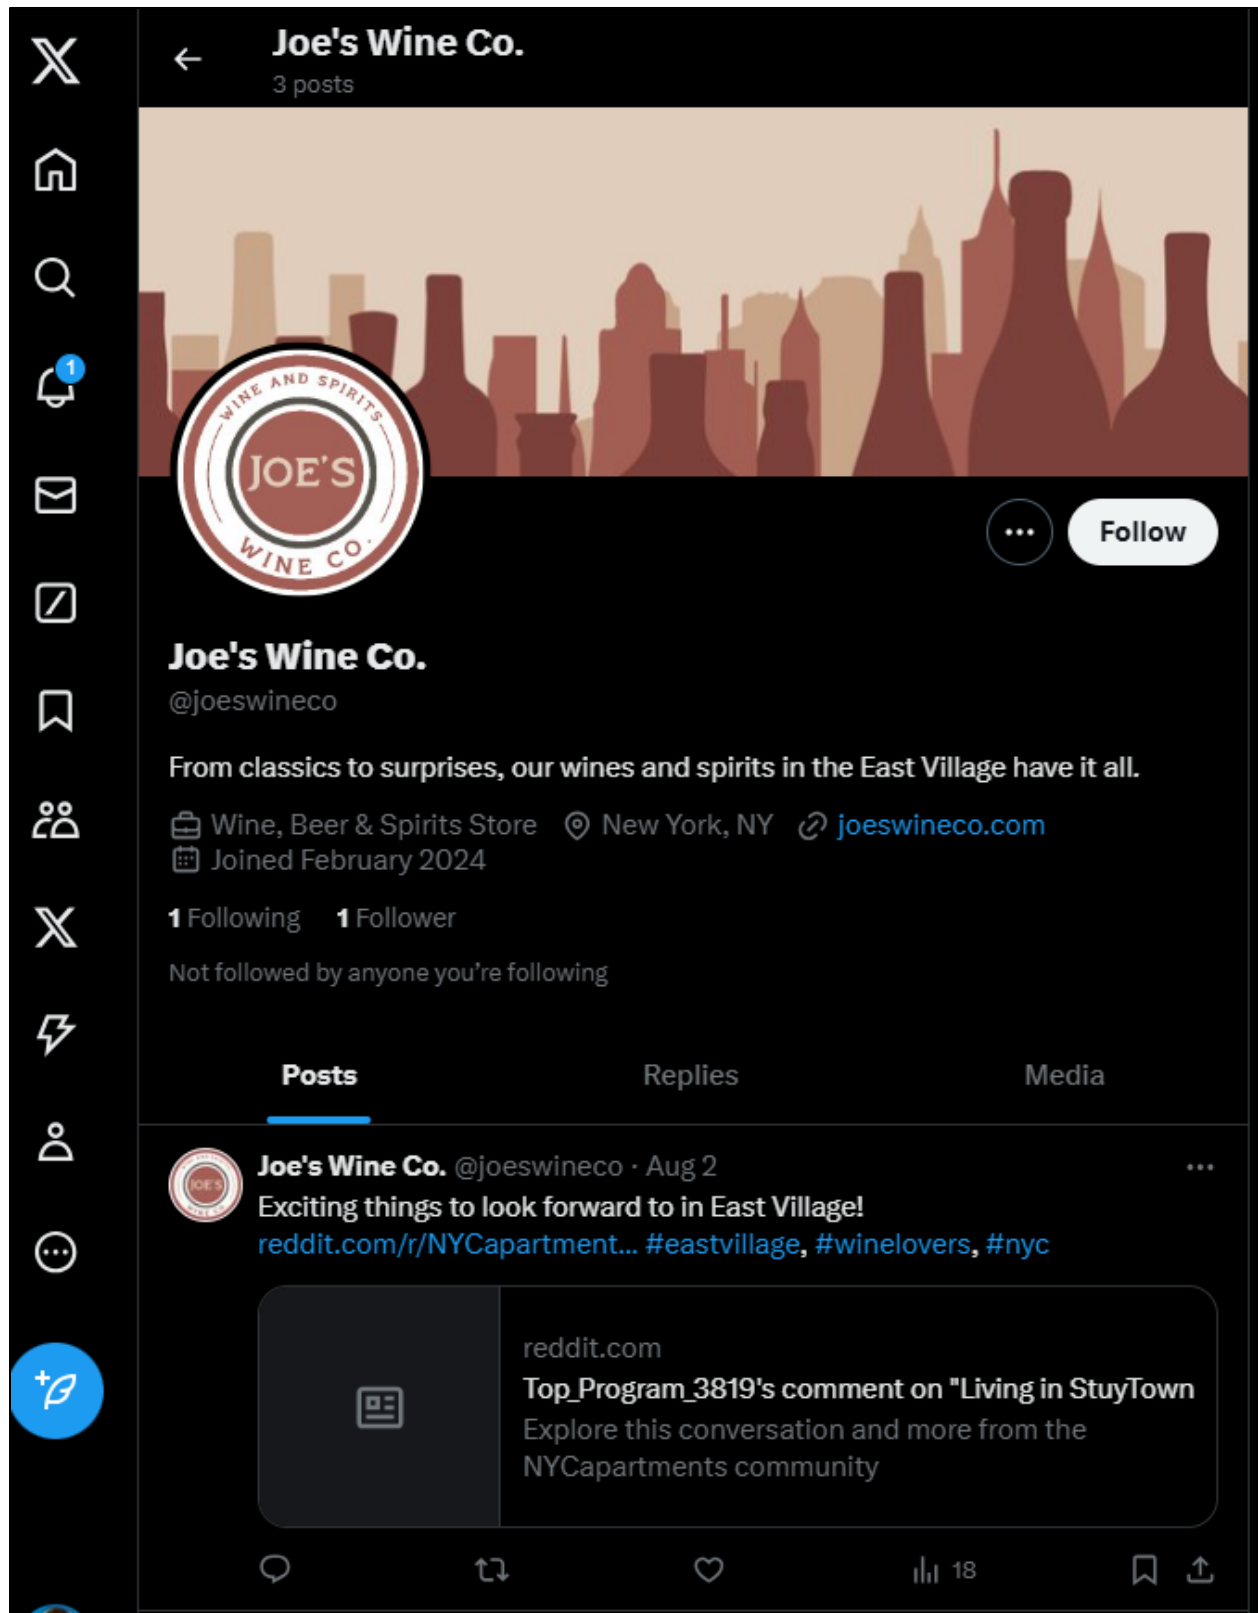 Joe's Wine Co.
3 posts
1
WINE AND SPIRITS
JOE'S
WINE CO.
Follow
Joe's Wine Co.
@joeswineco
From classics to surprises, our wines and spirits in the East Village have it all.
Wine, Beer & Spirits Store New York, NY joeswineco.com
Joined February 2024
1 Following 1 Follower
Not followed by anyone you’re following
Posts Replies Media
JOE'S
WINE CO.
Joe's Wine Co. @joeswineco · Aug 2
Exciting things to look forward to in East Village!
reddit.com/r/NYCapartment... #eastvillage, #winelovers, #nyc
reddit.com
Top_Program_3819's comment on "Living in StuyTown
Explore this conversation and more from the
NYCapartments community
18